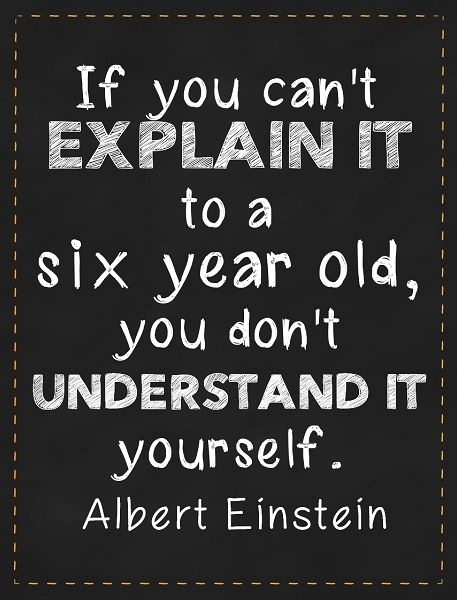 If you can't
EXPLAIN IT
to a
six year old,
you don't
UNDERSTAND IT
yourself.
Albert Einstein